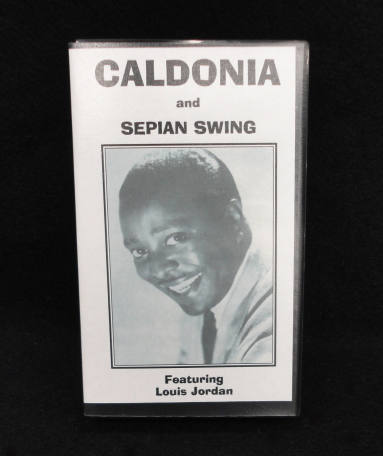 CALDONIA
and
SEPIAN SWING
Featuring
Louis Jordan